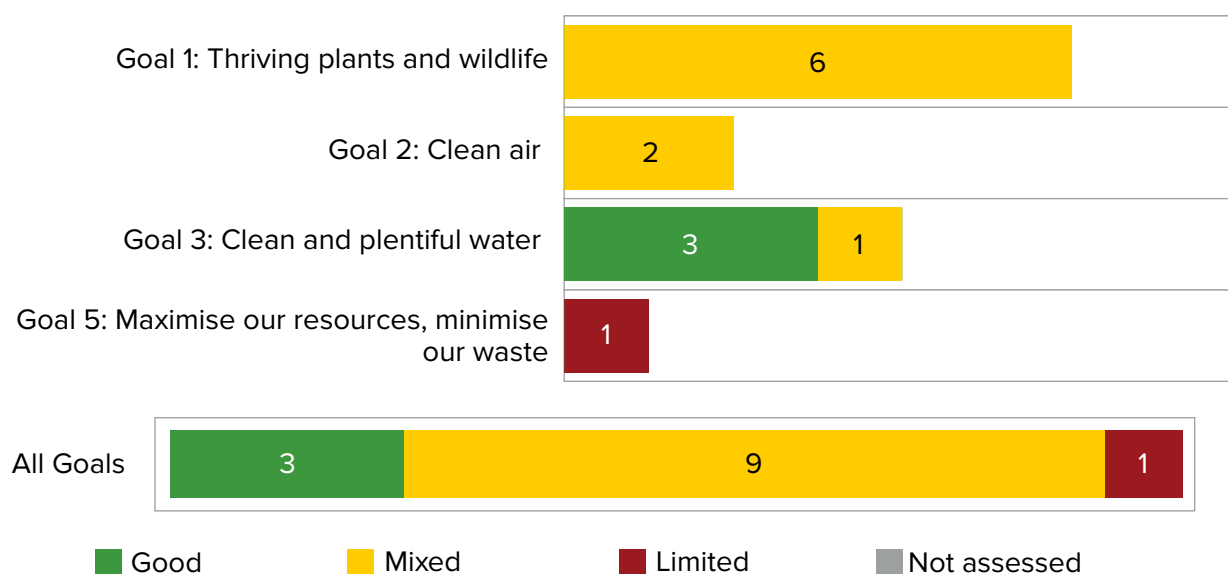 Goal 1: Thriving plants and wildlife
6
Goal 2: Clean air
2
Goal 3: Clean and plentiful water
3
1
Goal 5: Maximise our resources, minimise
our waste
1
All Goals
3
9
1
Good
Mixed
Limited
Not assessed